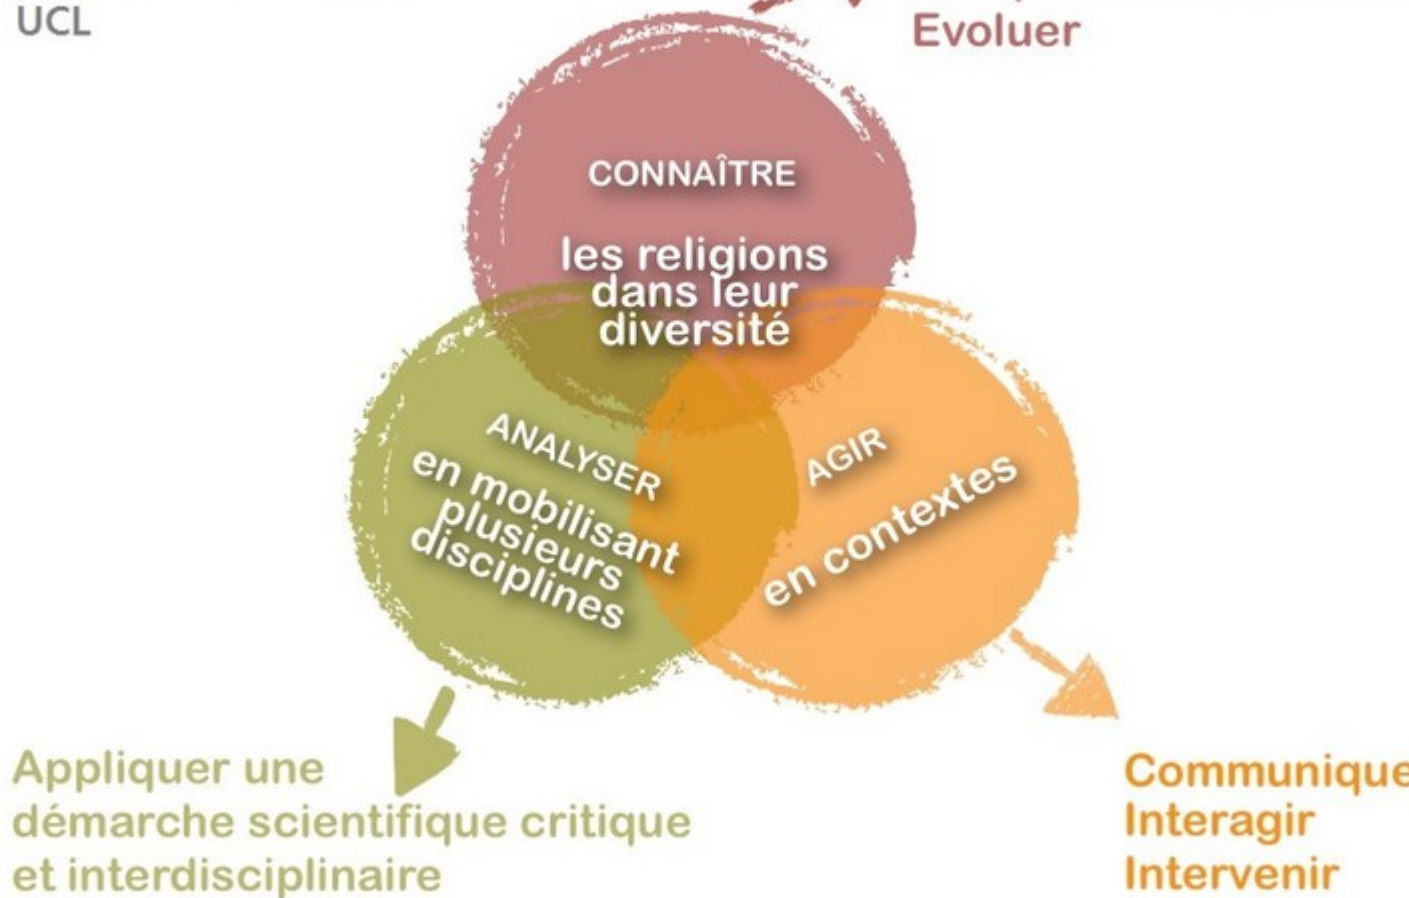 UCL
Evoluer
CONNAÎTRE
les religions
dans leur
diversité
ANALYSER
en mobilisant
plusieurs
disciplines
AGIR
en contextes
Appliquer une
démarche scientifique critique
et interdisciplinaire
Communique
Interagir
Intervenir